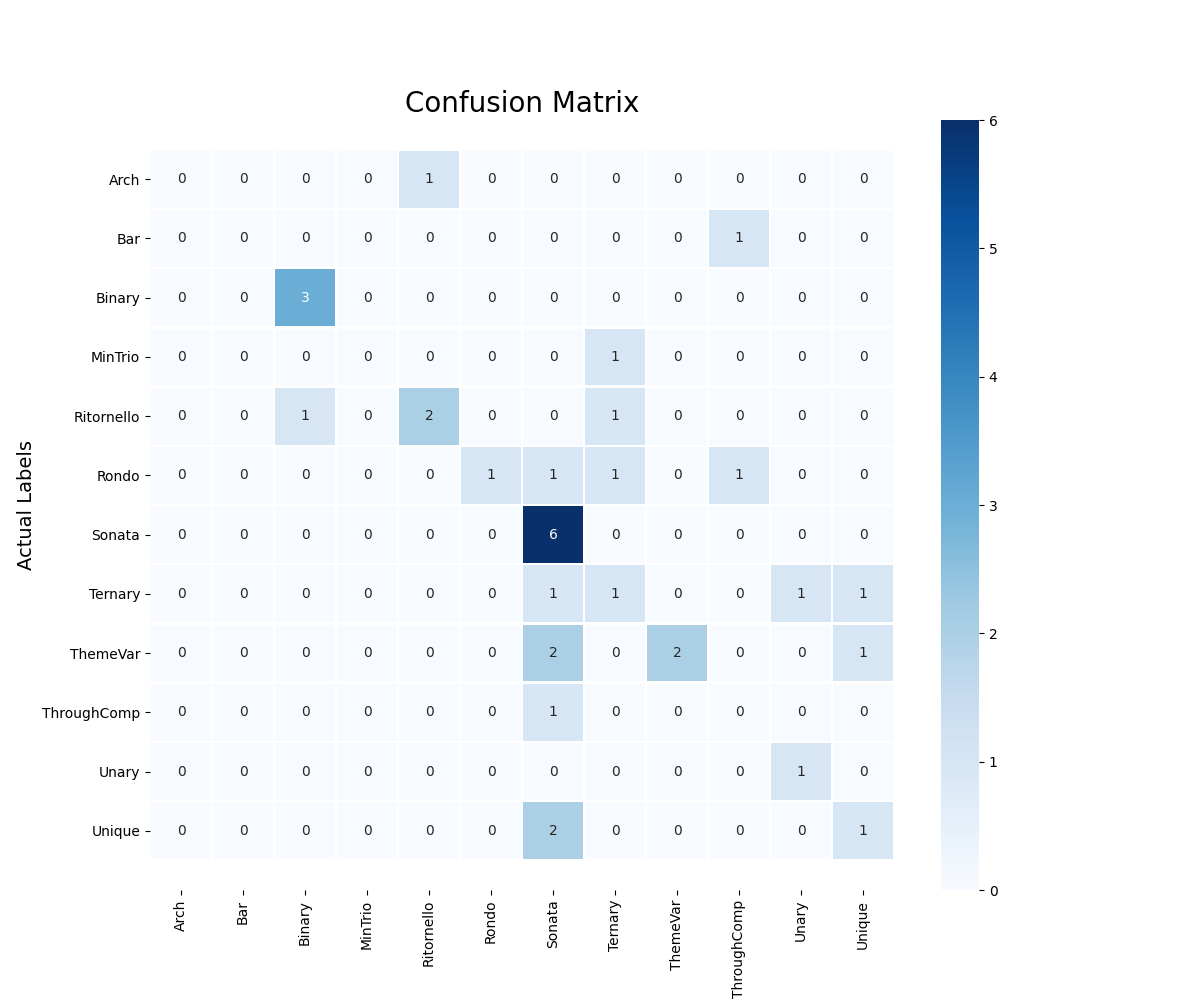 Confusion Matrix
Actual Labels
Arch 0 0 0 0 1 0 0 0 0 0 0 0
Bar 0 0 0 0 0 0 0 0 0 1 0 0
Binary 0 0 3 0 0 0 0 0 0 0 0 0
MinTrio 0 0 0 0 0 0 0 1 0 0 0 0
Ritornello 0 0 1 0 2 0 0 1 0 0 0 0
Rondo 0 0 0 0 0 1 1 1 0 1 0 0
Sonata 0 0 0 0 0 0 6 0 0 0 0 0
Ternary 0 0 0 0 0 0 1 1 0 0 1 1
ThemeVar 0 0 0 0 0 0 2 0 2 0 0 1
ThroughComp 0 0 0 0 0 0 1 0 0 0 0 0
Unary 0 0 0 0 0 0 0 0 0 0 1 0
Unique 0 0 0 0 0 0 2 0 0 0 0 1
Arch Bar Binary MinTrio Ritornello Rondo Sonata Ternary ThemeVar ThroughComp Unary Unique
6
5
4
3
2
1
0